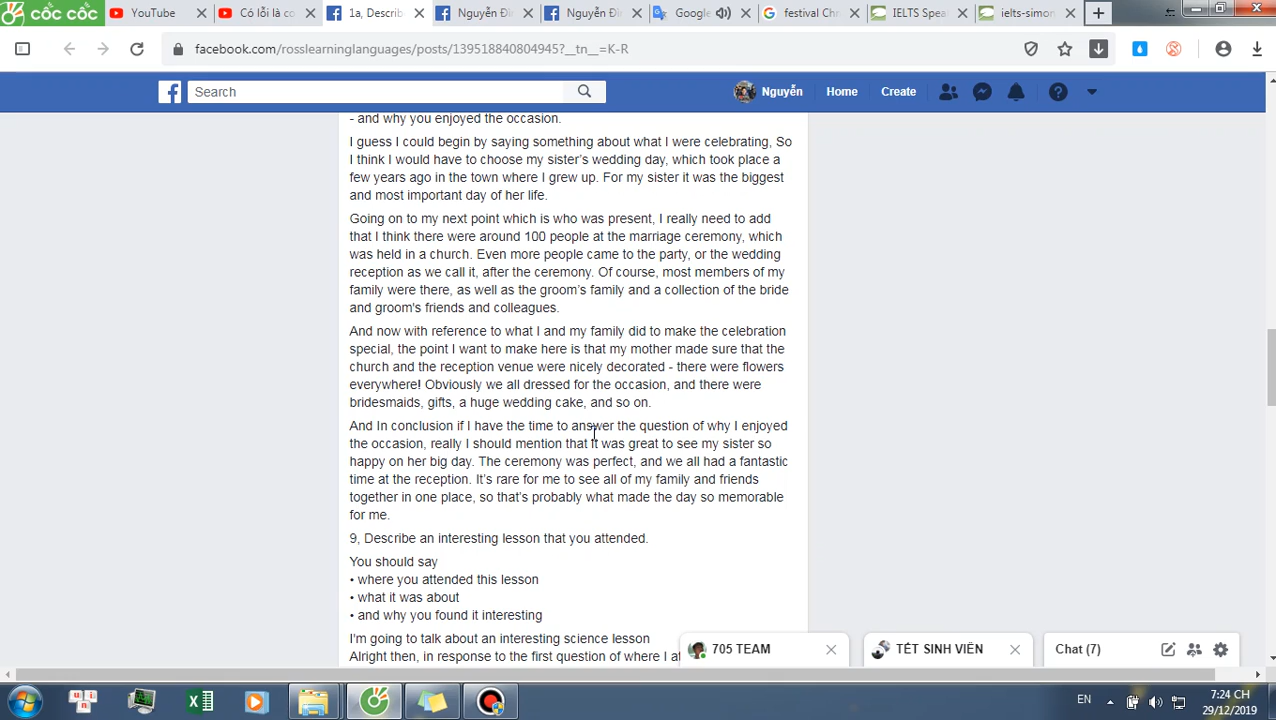 cốc cốc
YouTube
Có lỗi là co
1a, Describ
Nguyễn Đ
Nguyễn Đì
Goog
festival Chr
IELTS Spea
ielts-simon
facebook.com/rosslearninglanguages/posts/139518840804945?__tn__=K-R
Search
Nguyễn
Home
Create
- and why you enjoyed the occasion.
I guess I could begin by saying something about what I were celebrating, So
I think I would have to choose my sister's wedding day, which took place a
few years ago in the town where I grew up. For my sister it was the biggest
and most important day of her life.
Going on to my next point which is who was present, I really need to add
that I think there were around 100 people at the marriage ceremony, which
was held in a church. Even more people came to the party, or the wedding
reception as we call it, after the ceremony. Of course, most members of my
family were there, as well as the groom's family and a collection of the bride
and groom's friends and colleagues.
And now with reference to what I and my family did to make the celebration
special, the point I want to make here is that my mother made sure that the
church and the reception venue were nicely decorated - there were flowers
everywhere! Obviously we all dressed for the occasion, and there were
bridesmaids, gifts, a huge wedding cake, and so on.
And In conclusion if I have the time to answer the question of why I enjoyed
the occasion, really I should mention that it was great to see my sister so
happy on her big day. The ceremony was perfect, and we all had a fantastic
time at the reception. It's rare for me to see all of my family and friends
together in one place, so that's probably what made the day so memorable
for me.
9, Describe an interesting lesson that you attended.
You should say
• where you attended this lesson
• what it was about
• and why you found it interesting
I'm going to talk about an interesting science lesson
Alright then, in response to the first question of where I at
705 TEAM
TẾT SINH VIÊN
Chat (7)
EN
7:24 CH
29/12/2019